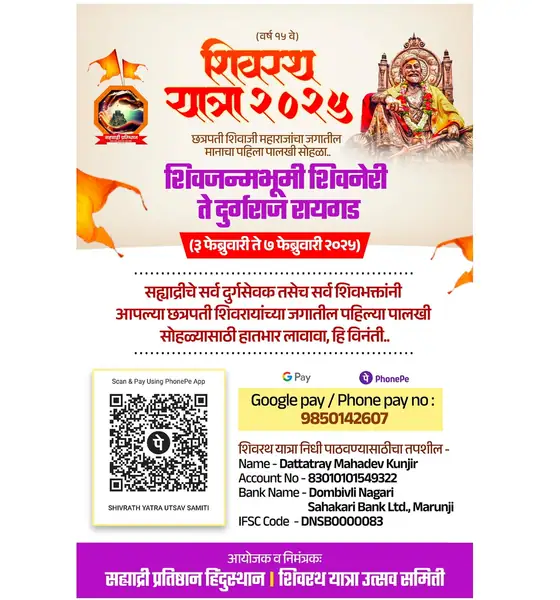 (वर्ष १५ वे)
शिवरथ
यात्रा २०२५
सह्याद्री प्रतिष्ठान
छत्रपती शिवाजी महाराजांचा जगातील
मानाचा पहिला पालखी सोहळा..
शिवजन्मभूमी शिवनेरी
ते दुर्गराज रायगड
(३ फेब्रुवारी ते ७ फेब्रुवारी २०२५)
सह्याद्रीचे सर्व दुर्गसेवक तसेच सर्व शिवभक्तांनी
आपल्या छत्रपती शिवरायांच्या जगातील पहिल्या पालखी
सोहळ्यासाठी हातभार लावावा, हि विनंती..
Scan & Pay Using PhonePe App
SHIVRATH YATRA UTSAV SAMITI
G Pay
पे PhonePe
Google pay / Phone pay no :
9850142607
शिवरथ यात्रा निधी पाठवण्यासाठीचा तपशील -
Name - Dattatray Mahadev Kunjir
Account No - 83010101549322
Bank Name - Dombivli Nagari
Sahakari Bank Ltd., Marunji
IFSC Code - DNSB0000083
आयोजक व निमंत्रकः
सह्याद्री प्रतिष्ठान हिंदुस्थान | शिवरथ यात्रा उत्सव समिती